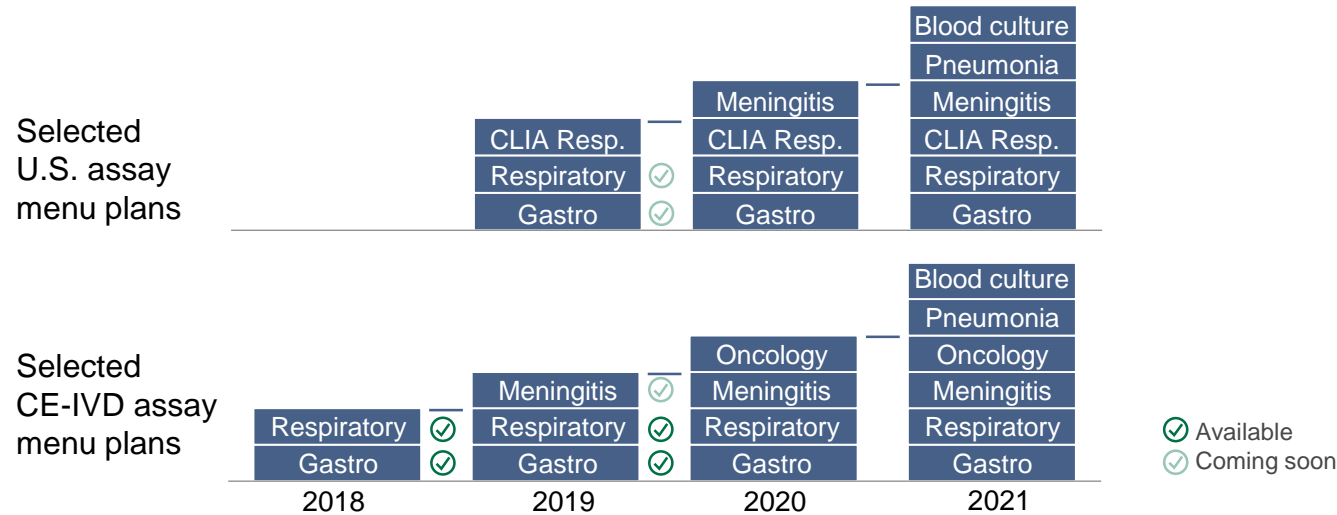 Selected
U.S. assay
menu plans
CLIA Resp.
Respiratory
Gastro
Meningitis
CLIA Resp.
Respiratory
Gastro
Blood culture
Pneumonia
Meningitis
CLIA Resp.
Respiratory
Gastro
Selected
CE-IVD assay
menu plans
Respiratory
Gastro
Meningitis
Respiratory
Gastro
Oncology
Meningitis
Respiratory
Gastro
Blood culture
Pneumonia
Oncology
Meningitis
Respiratory
Gastro
2018
2019
2020
2021
Available
Coming soon